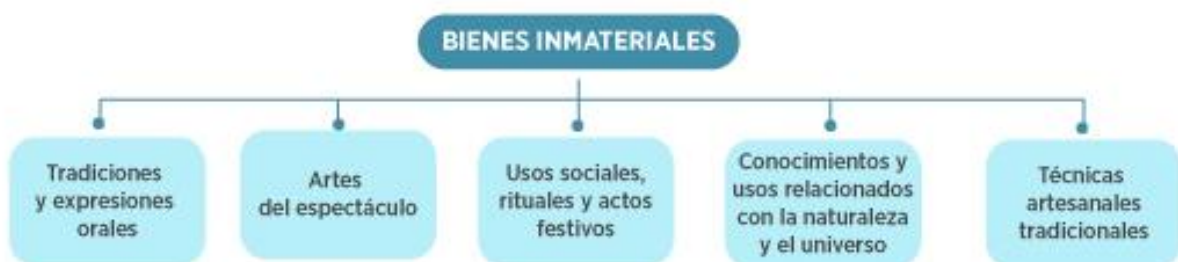 BIENES INMATERIALES
Tradiciones
y expresiones
orales
Artes
del espectáculo
Usos sociales,
rituales y actos
festivos
Conocimientos y
usos relacionados
con la naturaleza
y el universo
Técnicas
artesanales
tradicionales